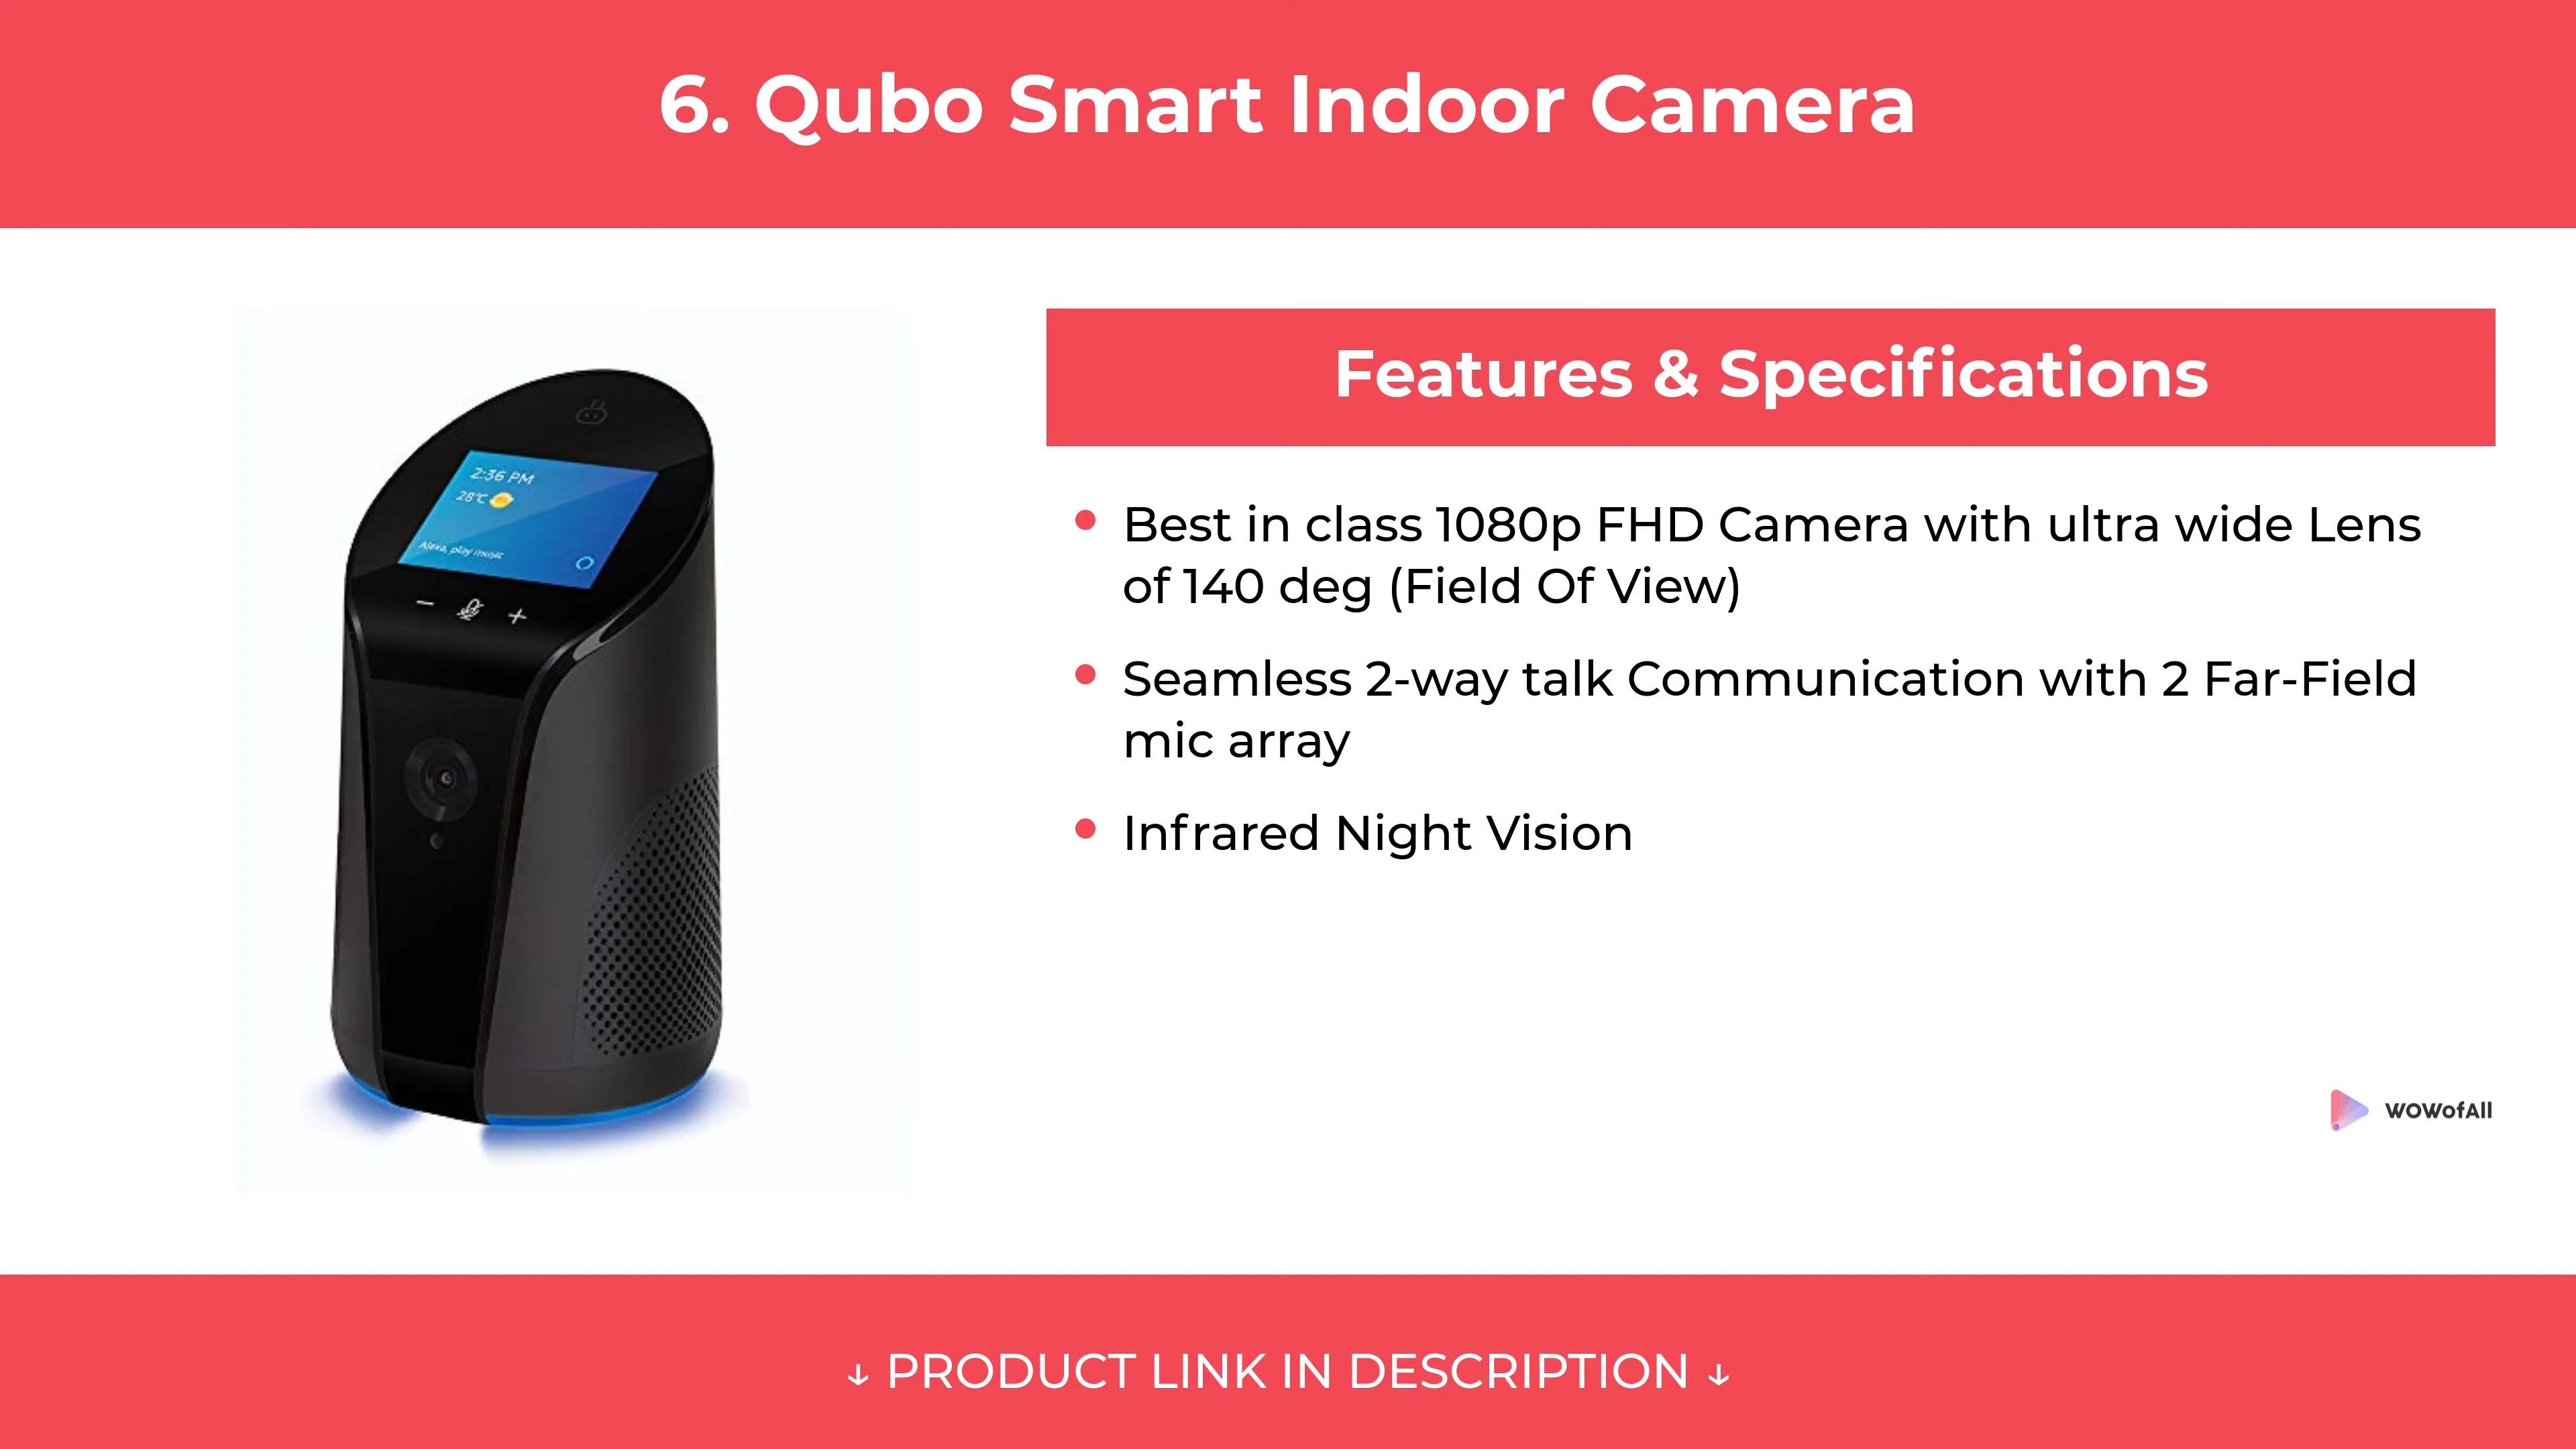 6. Qubo Smart Indoor Camera
2:36 PM
28°C
Alexa, play music
Features & Specifications
Best in class 1080p FHD Camera with ultra wide Lens
of 140 deg (Field Of View)
Seamless 2-way talk Communication with 2 Far-Field
mic array
Infrared Night Vision
WOWofAll
↓ PRODUCT LINK IN DESCRIPTION ↓